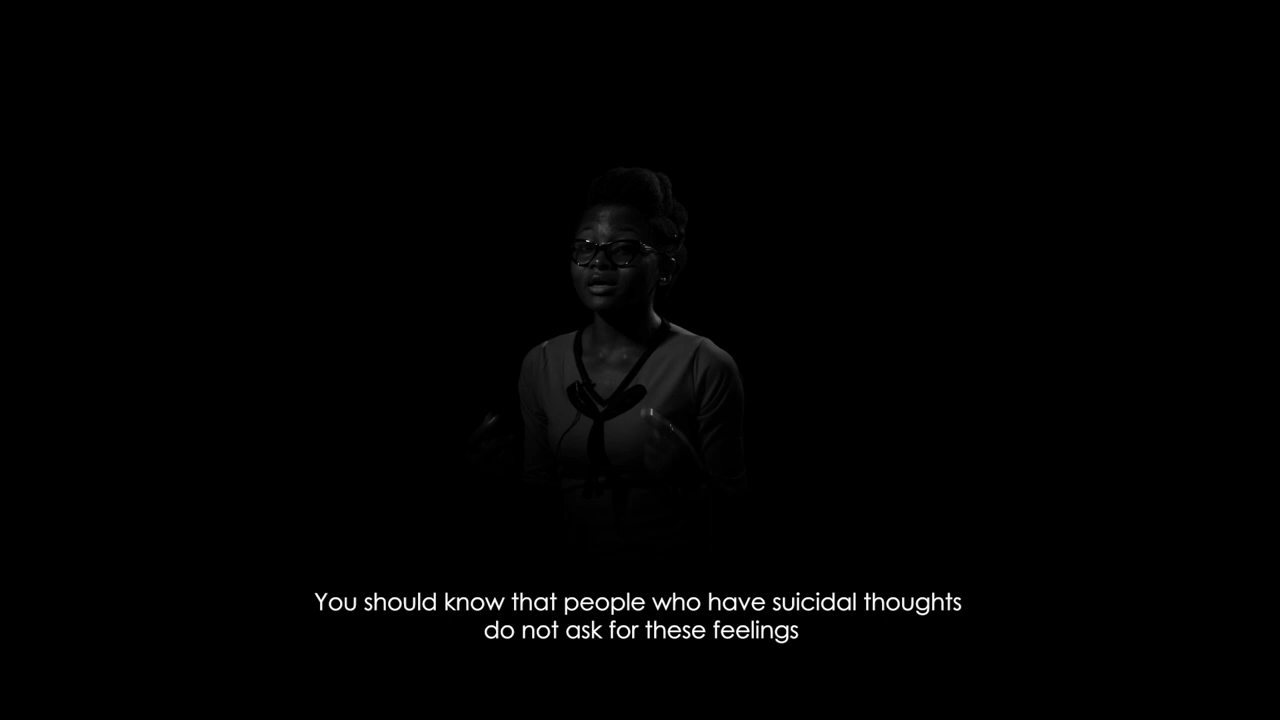 You should know that people who have suicidal thoughts
do not ask for these feelings